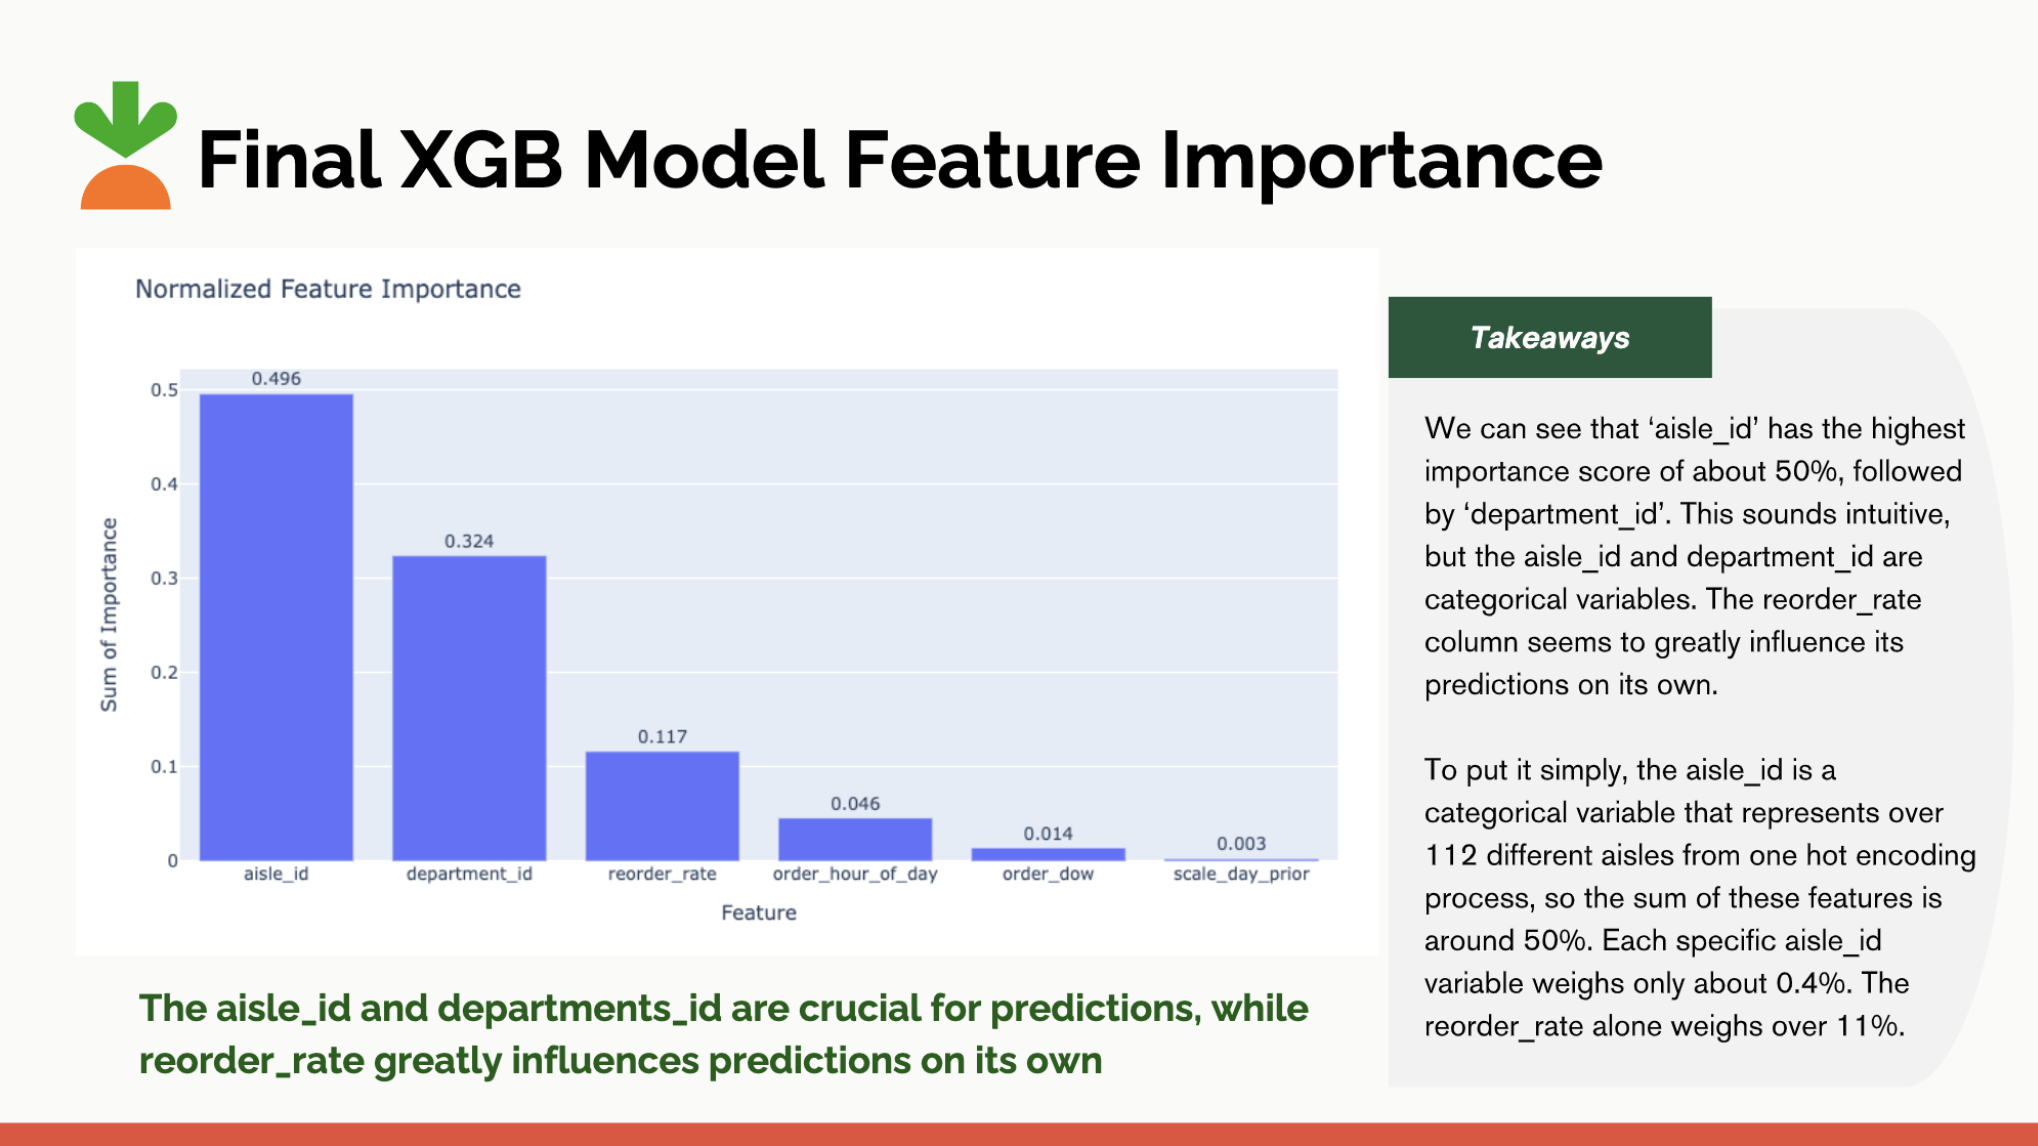 Final XGB Model Feature Importance
Normalized Feature Importance
Sum of Importance
0.5
0.4
0.3
0.2
0.1
0
0.496
0.324
0.117
0.046
0.014
0.003
aisle_id
department_id
reorder_rate
order_hour_of_day
order_dow
scale_day_prior
Feature
The aisle_id and departments_id are crucial for predictions, while
reorder_rate greatly influences predictions on its own
Takeaways
We can see that ‘aisle_id’ has the highest
importance score of about 50%, followed
by ‘department_id’. This sounds intuitive,
but the aisle_id and department_id are
categorical variables. The reorder_rate
column seems to greatly influence its
predictions on its own.
To put it simply, the aisle_id is a
categorical variable that represents over
112 different aisles from one hot encoding
process, so the sum of these features is
around 50%. Each specific aisle_id
variable weighs only about 0.4%. The
reorder_rate alone weighs over 11%.